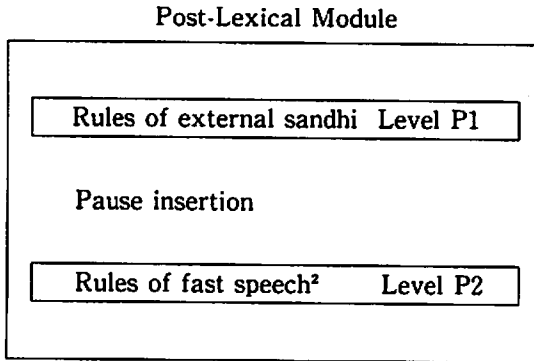 Post-Lexical Module
Rules of external sandhi Level P1
Pause insertion
Rules of fast speech² Level P2